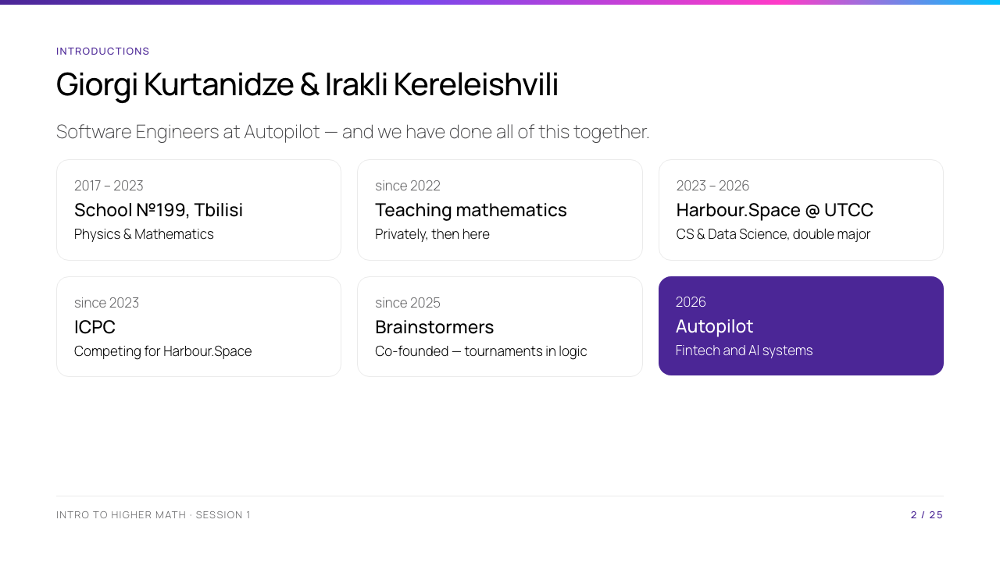 INTRODUCTIONS
Giorgi Kurtanidze & Irakli Kereleishvili
Software Engineers at Autopilot — and we have done all of this together.
2017 – 2023
School №199, Tbilisi
Physics & Mathematics
since 2022
Teaching mathematics
Privately, then here
2023 – 2026
Harbour.Space @ UTCC
CS & Data Science, double major
since 2023
ICPC
Competing for Harbour.Space
since 2025
Brainstormers
Co-founded — tournaments in logic
2026
Autopilot
Fintech and AI systems
INTRO TO HIGHER MATH · SESSION 1
2 / 25